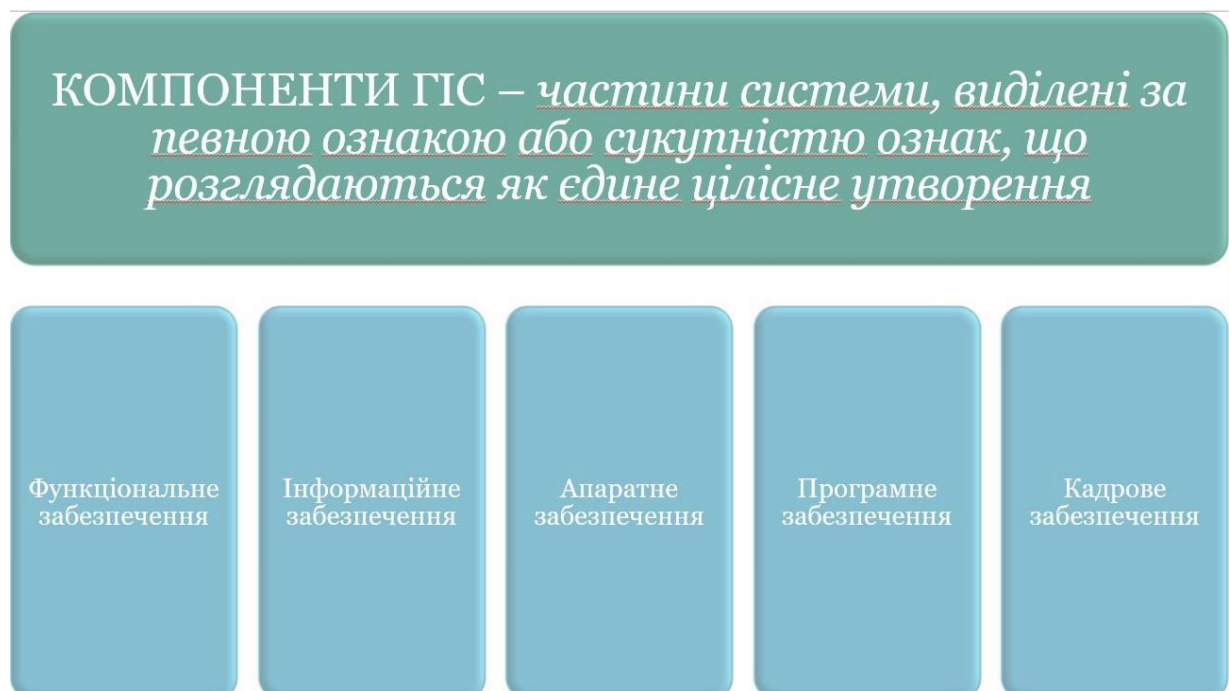 КОМПОНЕНТИ ГІС – частини системи, виділені за
певною ознакою або сукупністю ознак, що
розглядаються як єдине цілісне утворення
Функціональне
забезпечення
Інформаційне
забезпечення
Апаратне
забезпечення
Програмне
забезпечення
Кадрове
забезпечення